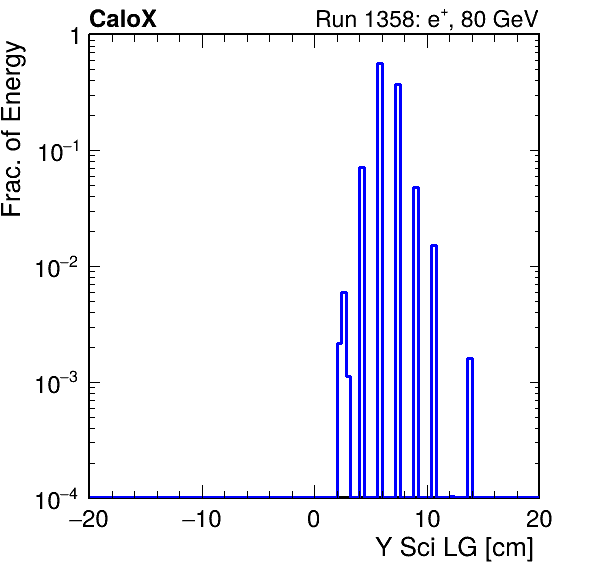 CaloX Run 1358: e⁺, 80 GeV
Frac. of Energy
1
10⁻¹
10⁻²
10⁻³
10⁻⁴
−20 −10 0 10 20
Y Sci LG [cm]